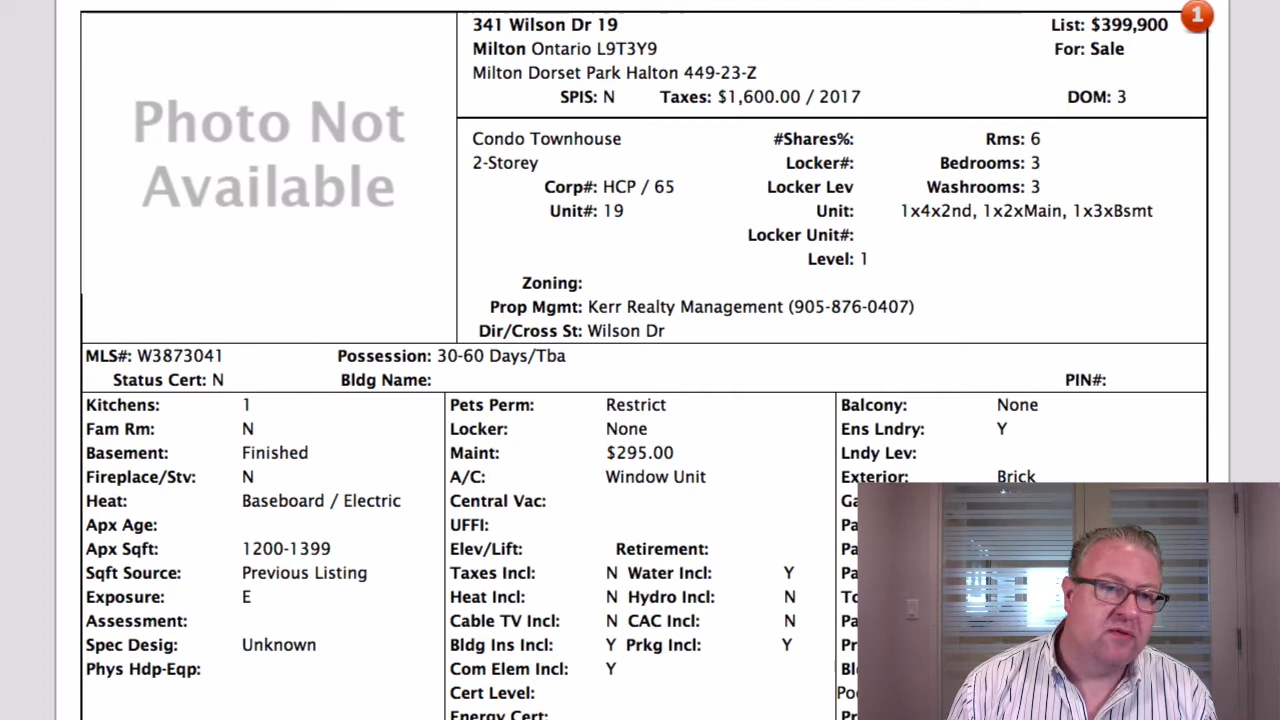 1
Photo Not
Available
341 Wilson Dr 19
List: $399,900
Milton Ontario L9T3Y9
For: Sale
Milton Dorset Park Halton 449-23-Z
SPIS: N Taxes: $1,600.00 / 2017
DOM: 3
Condo Townhouse
#Shares%:
Rms: 6
2-Storey
Locker#:
Bedrooms: 3
Corp#: HCP / 65
Locker Lev
Washrooms: 3
Unit#: 19
Unit:
1x4x2nd, 1x2xMain, 1x3xBsmt
Locker Unit#:
Level: 1
Zoning:
Prop Mgmt: Kerr Realty Management (905-876-0407)
Dir/Cross St: Wilson Dr
MLS#: W3873041
Possession: 30-60 Days/Tba
Status Cert: N
Bldg Name:
PIN#:
Kitchens: 1
Fam Rm: N
Basement: Finished
Fireplace/Stv: N
Heat: Baseboard / Electric
Apx Age:
Apx Sqft: 1200-1399
Sqft Source: Previous Listing
Exposure: E
Assessment:
Spec Desig: Unknown
Phys Hdp-Eqp:
Pets Perm: Restrict
Locker: None
Maint: $295.00
A/C: Window Unit
Central Vac:
UFFI:
Elev/Lift: Retirement:
Taxes Incl: N Water Incl: Y
Heat Incl: N Hydro Incl: N
Cable TV Incl: N CAC Incl: N
Bldg Ins Incl: Y Prkg Incl: Y
Com Elem Incl: Y
Cert Level:
Energy Cert:
Balcony: None
Ens Lndry: Y
Lndy Lev:
Exterior: Brick